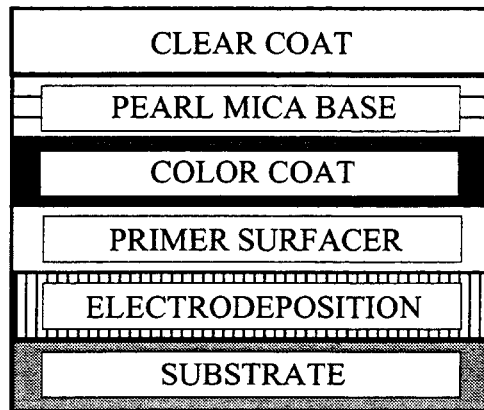 CLEAR COAT
PEARL MICA BASE
COLOR COAT
PRIMER SURFACER
ELECTRODEPOSITION
SUBSTRATE